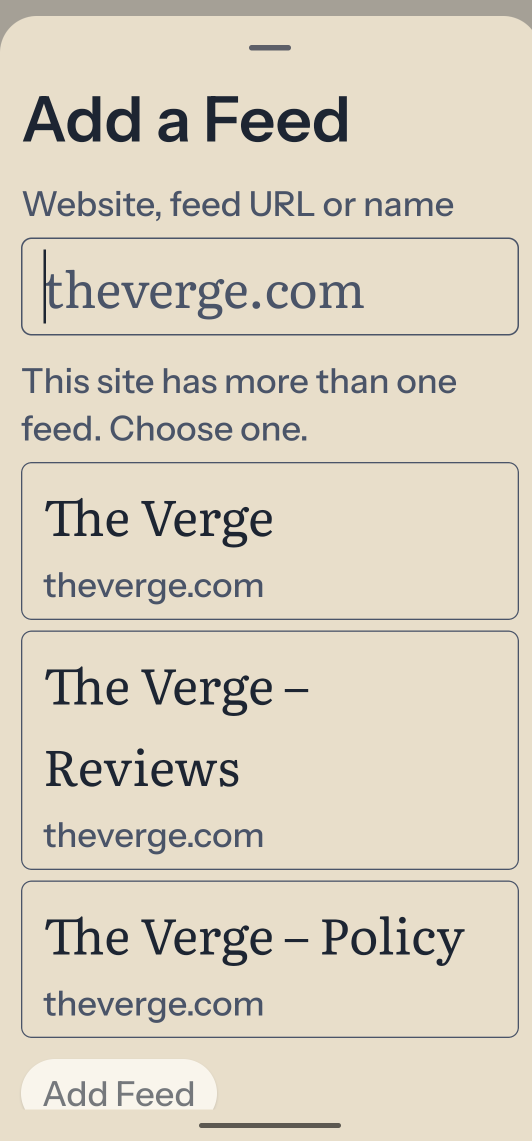 Add a Feed
Website, feed URL or name
theverge.com
This site has more than one
feed. Choose one.
The Verge
theverge.com
The Verge –
Reviews
theverge.com
The Verge – Policy
theverge.com
Add Feed